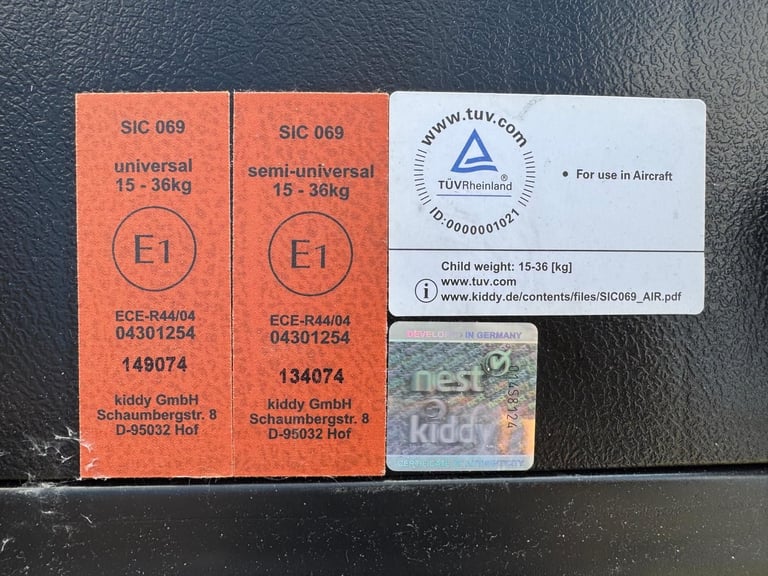 SIC 069
universal
15 - 36kg
E1
ECE-R44/04
04301254
149074
kiddy GmbH
Schaumbergstr. 8
D-95032 Hof
SIC 069
semi-universal
15 - 36kg
E1
ECE-R44/04
04301254
134074
kiddy GmbH
Schaumbergstr. 8
D-95032 Hof
www.tuv.com
TÜVRheinland®
ID:0000001021
• For use in Aircraft
Child weight: 15-36 [kg]
i www.tuv.com
www.kiddy.de/contents/files/SIC069_AIR.pdf
IN GERMANY
nest
kiddy